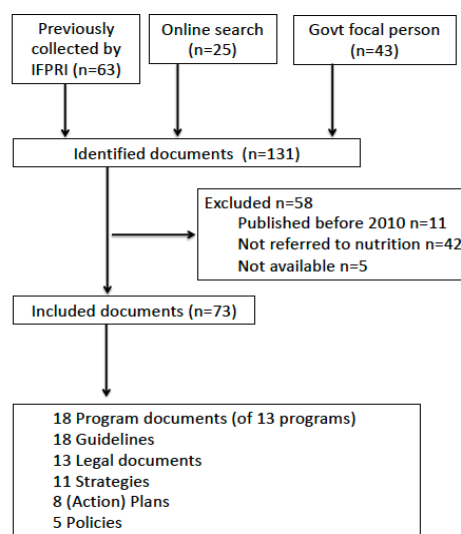 Previously
collected by
IFPRI (n=63)
Online search
(n=25)
Govt focal person
(n=43)
Identified documents (n=131)
Excluded n=58
Published before 2010 n=11
Not referred to nutrition n=42
Not available n=5
Included documents (n=73)
18 Program documents (of 13 programs)
18 Guidelines
13 Legal documents
11 Strategies
8 (Action) Plans
5 Policies